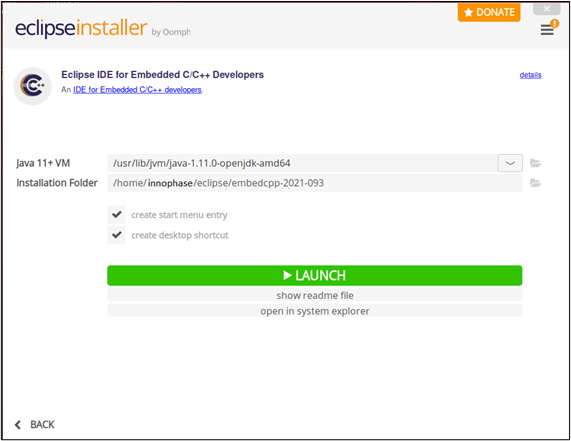 ★ DONATE
eclipseinstaller by Oomph
Eclipse IDE for Embedded C/C++ Developers
details
An IDE for Embedded C/C++ developers.
Java 11+ VM /usr/lib/jvm/java-1.11.0-openjdk-amd64
Installation Folder /home/innophase/eclipse/embedcpp-2021-093
create start menu entry
create desktop shortcut
LAUNCH
show readme file
open in system explorer
BACK